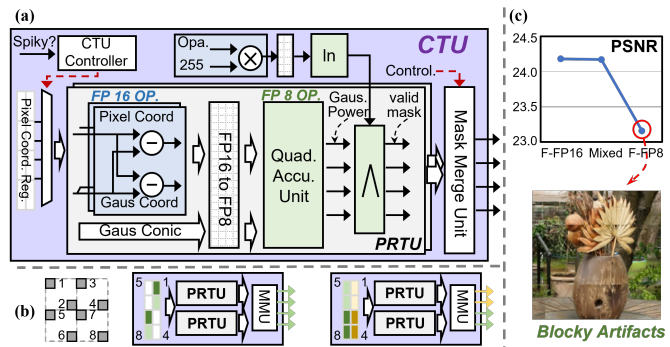 (a)
Spiky?
CTU
Controller
Opa.
255
In
CTU
Control.
Pixel Coord. Reg.
FP 16 OP.
Pixel Coord
Gaus Coord
Gaus Conic
FP16 to FP8
FP 8 OP.
Quad.
Accu.
Unit
Gaus.
Power
valid
mask
PRTU
Mask Merge Unit
(b)
1 3
2 4
5 7
6 8
5 1
8 4
PRTU
PRTU
MMU
5 1
8 4
PRTU
PRTU
MMU
(c)
PSNR
24.5
24.0
23.5
23.0
F-FP16 Mixed F-FP8
Blocky Artifacts